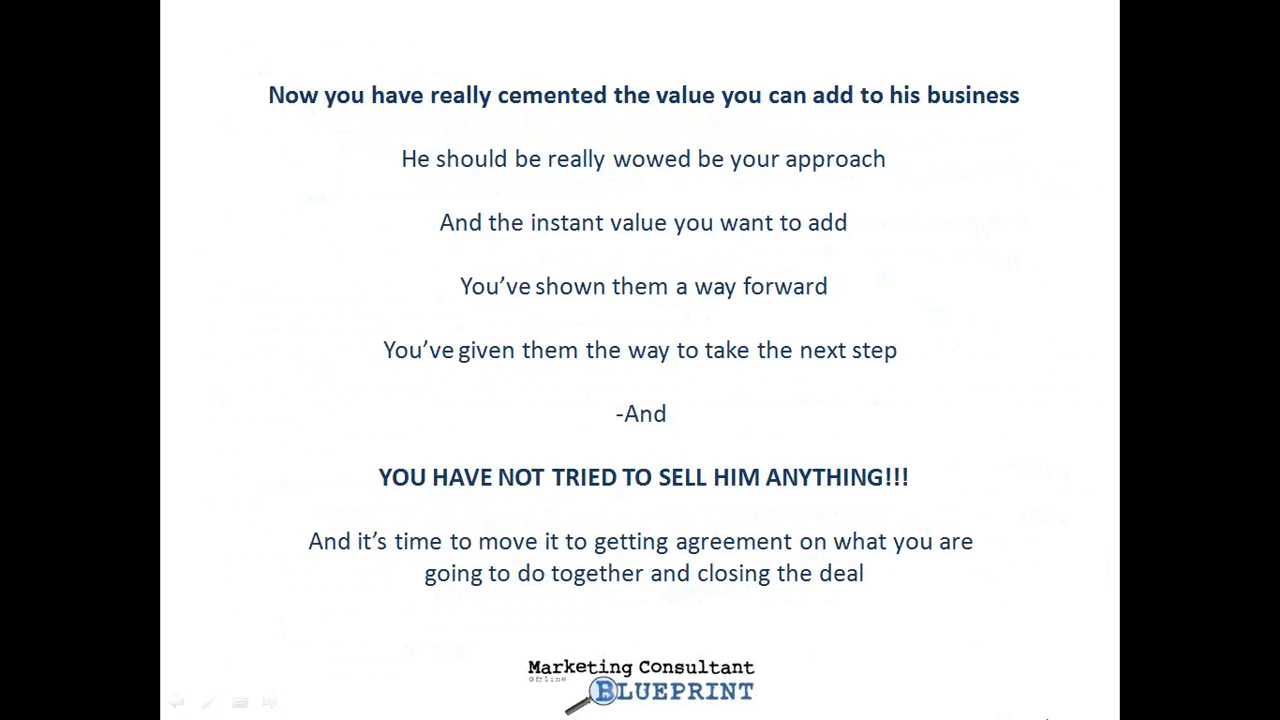 Now you have really cemented the value you can add to his business
He should be really wowed be your approach
And the instant value you want to add
You've shown them a way forward
You've given them the way to take the next step
-And
YOU HAVE NOT TRIED TO SELL HIM ANYTHING!!!
And it's time to move it to getting agreement on what you are
going to do together and closing the deal
Marketing Consultant
Offline
BLUEPRINT